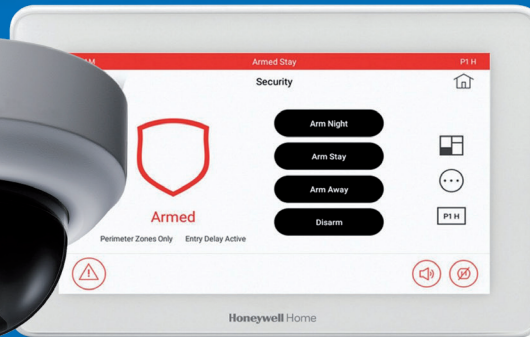 AM
Armed Stay
P1 H
Security
Arm Night
Arm Stay
Arm Away
Disarm
P1 H
Armed
Perimeter Zones Only Entry Delay Active
Honeywell Home